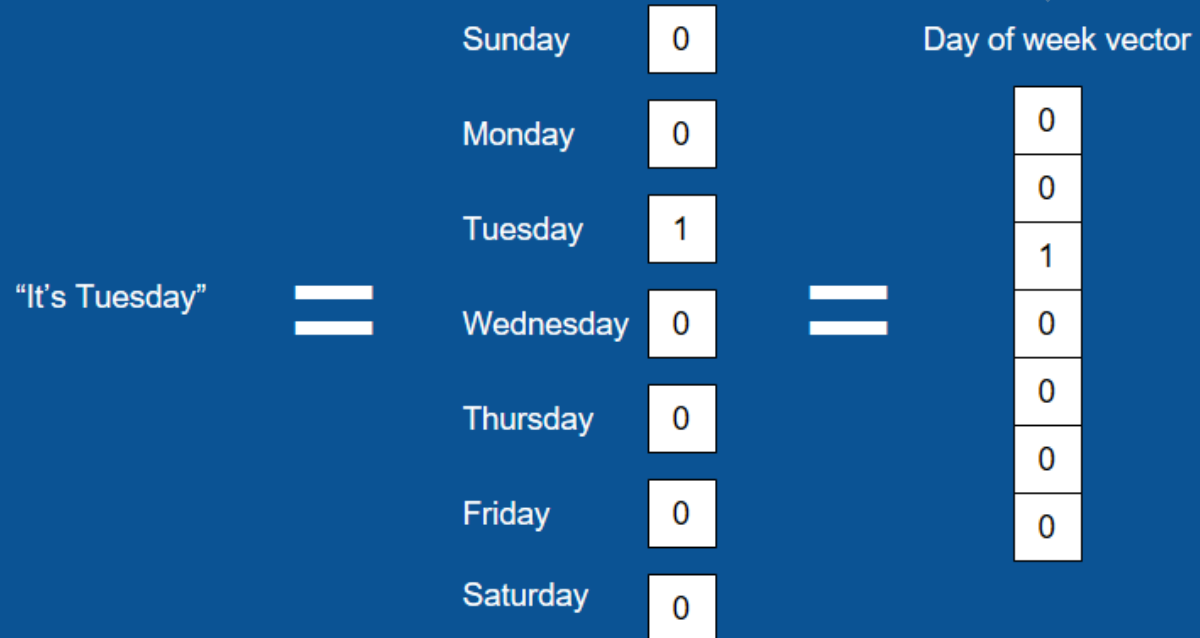 Sunday 0
Monday 0
Tuesday 1
“It’s Tuesday” = Wednesday 0 =
Thursday 0
Friday 0
Saturday 0
Day of week vector
0
0
1
0
0
0
0